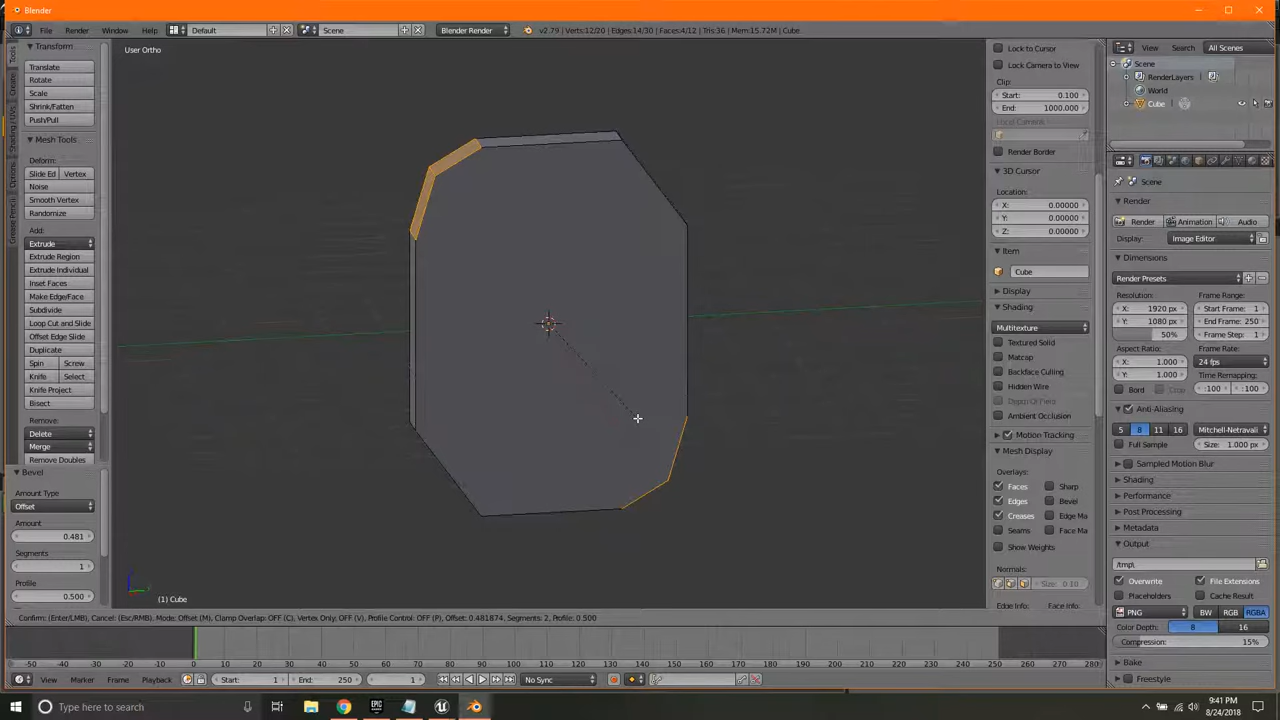 Blender
File Render Window Help Default Scene Blender Render v2.79 | Verts:12/20 | Edges:14/30 | Faces:4/12 | Tris:36 | Mem:15.72M | Cube
Tools
Create
Shading / UVs
Options
Grease Pencil
Transform
Translate
Rotate
Scale
Shrink/Fatten
Push/Pull
Mesh Tools
Deform:
Slide Ed Vertex
Noise
Smooth Vertex
Randomize
Add:
Extrude
Extrude Region
Extrude Individual
Inset Faces
Make Edge/Face
Subdivide
Loop Cut and Slide
Offset Edge Slide
Duplicate
Spin Screw
Knife Select
Knife Project
Bisect
Remove:
Delete
Merge
Remove Doubles
Bevel
Amount Type
Offset
Amount
0.481
Segments
1
Profile
0.500
User Ortho
(1) Cube
Confirm: (Enter/LMB), Cancel: (Esc/RMB), Mode: Offset (M), Clamp Overlap: OFF (C), Vertex Only: OFF (V), Profile Control: OFF (P), Offset: 0.481874, Segments: 2, Profile: 0.500
Lock to Cursor
Lock Camera to View
Clip:
Start: 0.100
End: 1000.000
Local Camera:
Render Border
3D Cursor
Location:
X: 0.00000
Y: 0.00000
Z: 0.00000
Item
Cube
Display
Shading
Multitexture
Textured Solid
Matcap
Backface Culling
Hidden Wire
Depth Of Field
Ambient Occlusion
Motion Tracking
Mesh Display
Overlays:
Faces Sharp
Edges Bevel
Creases Edge Ma
Seams Face Ma
Show Weights
Normals:
Size: 0.10
Edge Info: Face Info:
View Search All Scenes
Scene
RenderLayers
World
Cube
Scene
Render
Render Animation Audio
Display: Image Editor
Dimensions
Render Presets
Resolution: Frame Range:
X: 1920 px Start Frame: 1
Y: 1080 px End Frame: 250
50% Frame Step: 1
Aspect Ratio: Frame Rate:
X: 1.000 24 fps
Y: 1.000 Time Remapping:
Bord Crop :100 :100
Anti-Aliasing
5 8 11 16 Mitchell-Netravali
Full Sample Size: 1.000 px
Sampled Motion Blur
Shading
Performance
Post Processing
Metadata
Output
/tmp\
Overwrite File Extensions
Placeholders Cache Result
PNG BW RGB RGBA
Color Depth: 8 16
Compression: 15%
Bake
Freestyle
-50 -40 -30 -20 -10 0 10 20 30 40 50 60 70 80 90 100 110 120 130 140 150 160 170 180 190 200 210 220 230 240 250 260 270 280
View Marker Frame Playback Start: 1 End: 250 1 No Sync
Type here to search
9:41 PM
8/24/2018